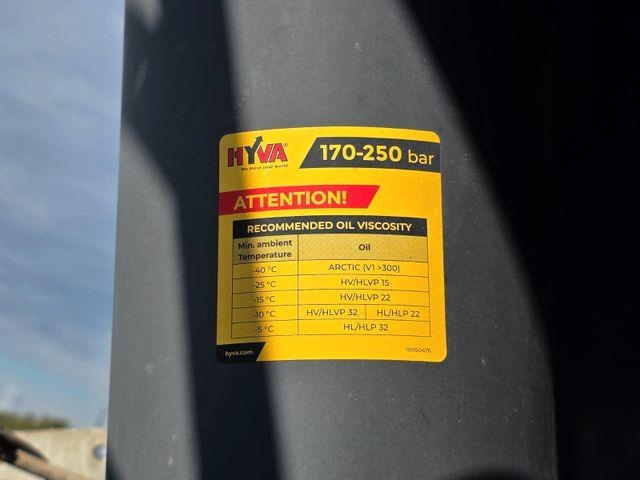 HYVA® 170-250 bar
We move your world
ATTENTION!
RECOMMENDED OIL VISCOSITY
Min. ambient Temperature Oil
-40 °C ARCTIC (V1 >300)
-25 °C HV/HLVP 15
-15 °C HV/HLVP 22
-10 °C HV/HLVP 32 HL/HLP 22
-5 °C HL/HLP 32
hyva.com 10050476